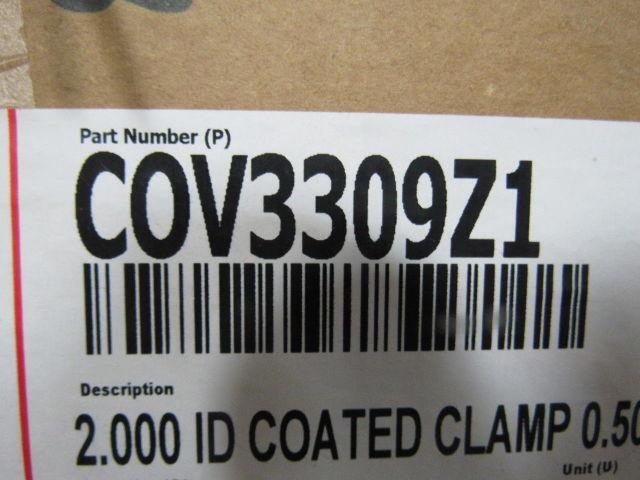 Part Number (P)
COV3309Z1
Description
2.000 ID COATED CLAMP 0.50
Unit (U)